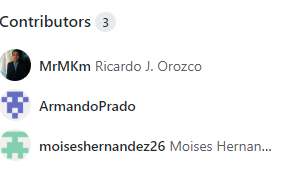 Contributors 3
MrMKm Ricardo J. Orozco
ArmandoPrado
moiseshernandez26 Moises Hernan...